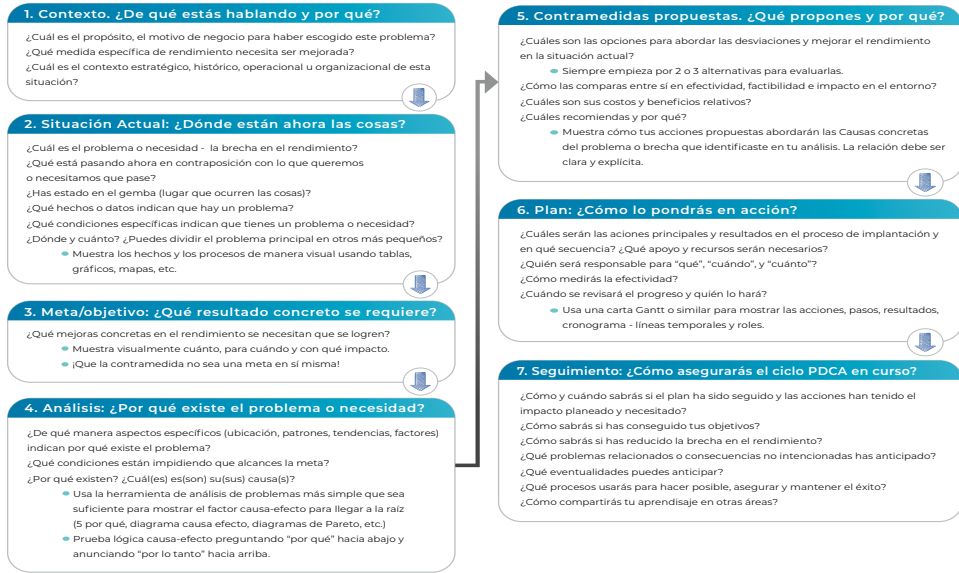 1. Contexto. ¿De qué estás hablando y por qué?
¿Cuál es el propósito, el motivo de negocio para haber escogido este problema?
¿Qué medida específica de rendimiento necesita ser mejorada?
¿Cuál es el contexto estratégico, histórico, operacional u organizacional de esta
situación?
2. Situación Actual: ¿Dónde están ahora las cosas?
¿Cuál es el problema o necesidad - la brecha en el rendimiento?
¿Qué está pasando ahora en contraposición con lo que queremos
o necesitamos que pase?
¿Has estado en el gemba (lugar que ocurren las cosas)?
¿Qué hechos o datos indican que hay un problema?
¿Qué condiciones específicas indican que tienes un problema o necesidad?
¿Dónde y cuánto? ¿Puedes dividir el problema principal en otros más pequeños?
Muestra los hechos y los procesos de manera visual usando tablas,
gráficos, mapas, etc.
3. Meta/objetivo: ¿Qué resultado concreto se requiere?
¿Qué mejoras concretas en el rendimiento se necesitan que se logren?
Muestra visualmente cuánto, para cuándo y con qué impacto.
¡Que la contramedida no sea una meta en sí misma!
4. Análisis: ¿Por qué existe el problema o necesidad?
¿De qué manera aspectos específicos (ubicación, patrones, tendencias, factores)
indican por qué existe el problema?
¿Qué condiciones están impidiendo que alcances la meta?
¿Por qué existen? ¿Cuál(es) es(son) su(sus) causa(s)?
Usa la herramienta de análisis de problemas más simple que sea
suficiente para mostrar el factor causa-efecto para llegar a la raíz
(5 por qué, diagrama causa efecto, diagramas de Pareto, etc.)
Prueba lógica causa-efecto preguntando “por qué” hacia abajo y
anunciando “por lo tanto” hacia arriba.
5. Contramedidas propuestas. ¿Qué propones y por qué?
¿Cuáles son las opciones para abordar las desviaciones y mejorar el rendimiento
en la situación actual?
Siempre empieza por 2 o 3 alternativas para evaluarlas.
¿Cómo las comparas entre sí en efectividad, factibilidad e impacto en el entorno?
¿Cuáles son sus costos y beneficios relativos?
¿Cuáles recomiendas y por qué?
Muestra cómo tus acciones propuestas abordarán las Causas concretas
del problema o brecha que identificaste en tu análisis. La relación debe ser
clara y explícita.
6. Plan: ¿Cómo lo pondrás en acción?
¿Cuáles serán las aciones principales y resultados en el proceso de implantación y
en qué secuencia? ¿Qué apoyo y recursos serán necesarios?
¿Quién será responsable para “qué”, “cuándo”, y “cuánto”?
¿Cómo medirás la efectividad?
¿Cuándo se revisará el progreso y quién lo hará?
Usa una carta Gantt o similar para mostrar las acciones, pasos, resultados,
cronograma - líneas temporales y roles.
7. Seguimiento: ¿Cómo asegurarás el ciclo PDCA en curso?
¿Cómo y cuándo sabrás si el plan ha sido seguido y las acciones han tenido el
impacto planeado y necesitado?
¿Cómo sabrás si has conseguido tus objetivos?
¿Cómo sabrás si has reducido la brecha en el rendimiento?
¿Qué problemas relacionados o consecuencias no intencionadas has anticipado?
¿Qué eventualidades puedes anticipar?
¿Qué procesos usarás para hacer posible, asegurar y mantener el éxito?
¿Cómo compartirás tu aprendisaje en otras áreas?